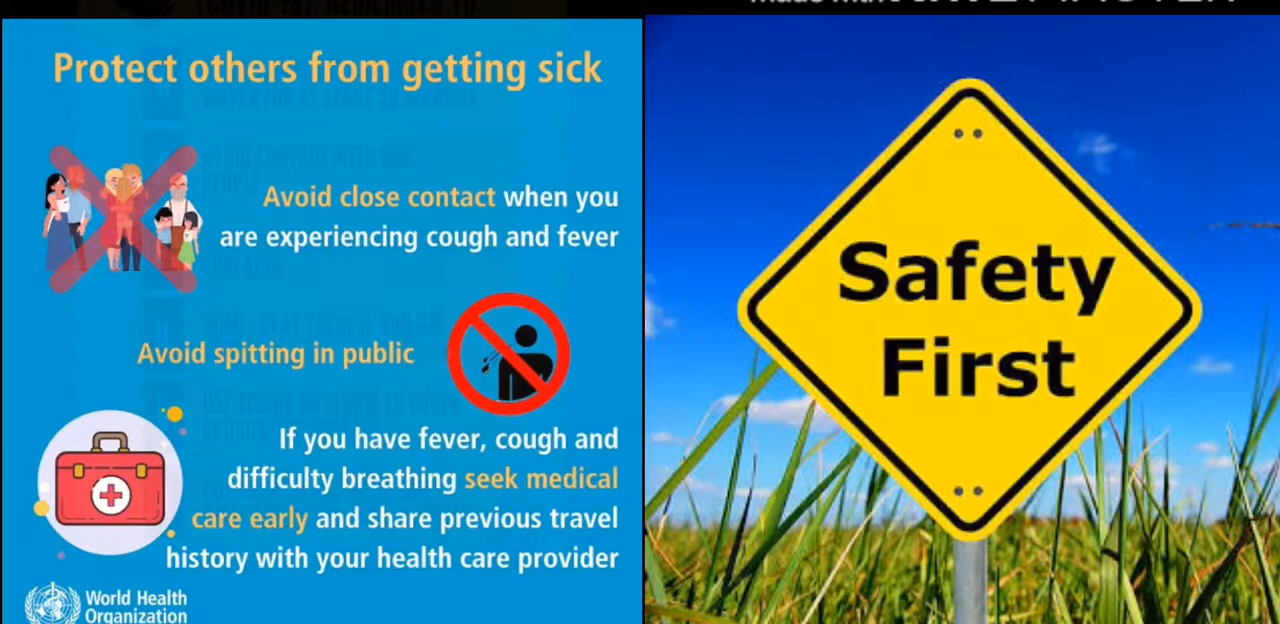 Protect others from getting sick
Avoid close contact when you
are experiencing cough and fever
Avoid spitting in public
If you have fever, cough and
difficulty breathing seek medical
care early and share previous travel
history with your health care provider
World Health
Organization
Safety
First